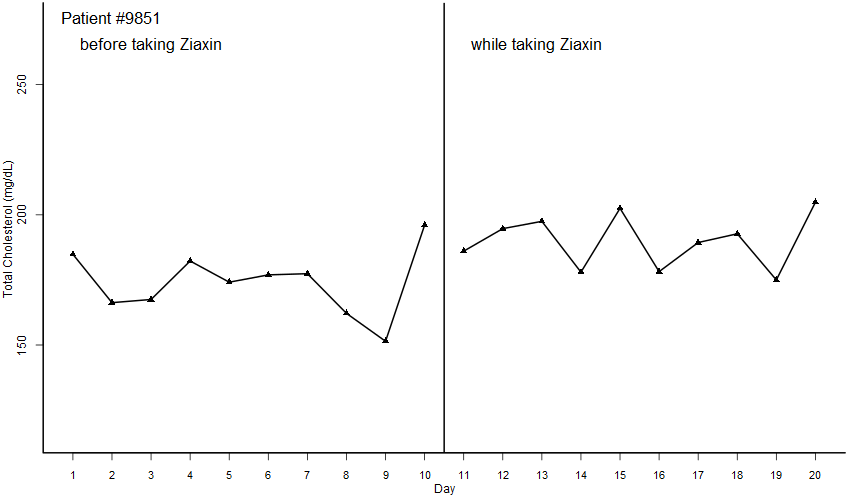 Patient #9851
before taking Ziaxin
while taking Ziaxin
Total Cholesterol (mg/dL)
250
200
150
1 2 3 4 5 6 7 8 9 10 11 12 13 14 15 16 17 18 19 20
Day